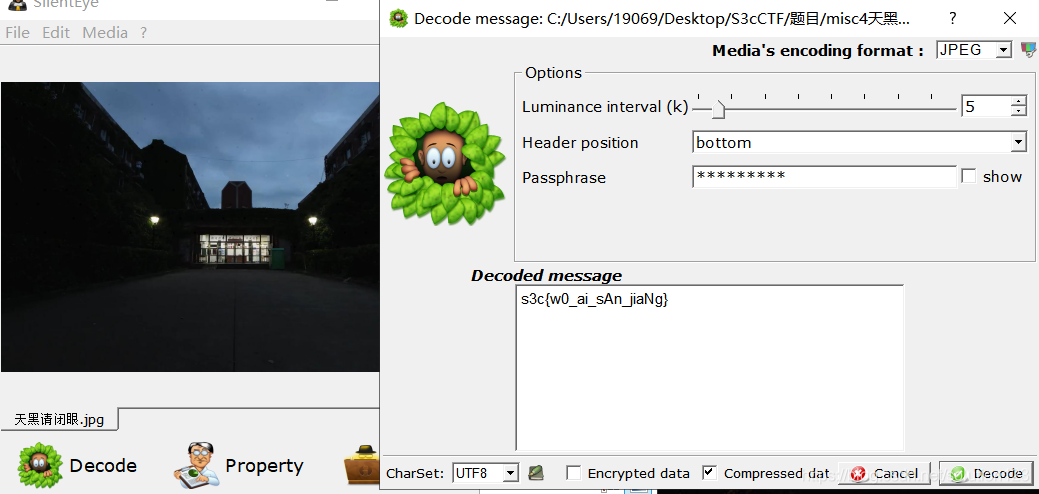 SilentEye
File Edit Media ?
天黑请闭眼.jpg
Decode
Property
Decode message: C:/Users/19069/Desktop/S3cCTF/题目/misc4天黑... ?
Media's encoding format : JPEG
Options
Luminance interval (k) 5
Header position bottom
Passphrase ********* show
Decoded message
s3c{w0_ai_sAn_jiaNg}
CharSet: UTF8 Encrypted data Compressed dat Cancel Decode